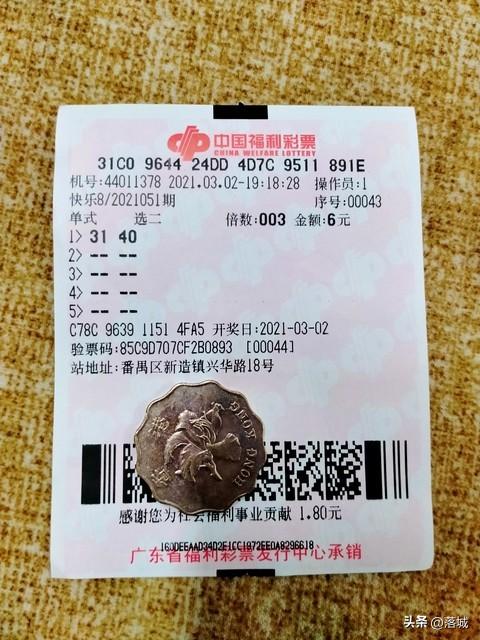 中国福利彩票
CHINA WELFARE LOTTERY
31C0 9644 24DD 4D7C 9511 891E
机号:44011378 2021.03.02-19:18:28 操作员:1
快乐8/2021051期 序号:00043
单式 选二 倍数:003 金额:6元
1> 31 40
2> -- --
3> -- --
4> -- --
5> -- --
C78C 9639 1151 4FA5 开奖日:2021-03-02
验票码:85C9D707CF2B0893 [00044]
站地址:番禺区新造镇兴华路18号
香港
HONG KONG
感谢您为社会福利事业贡献 1.80元
广东省福利彩票发行中心承销
头条 @落城